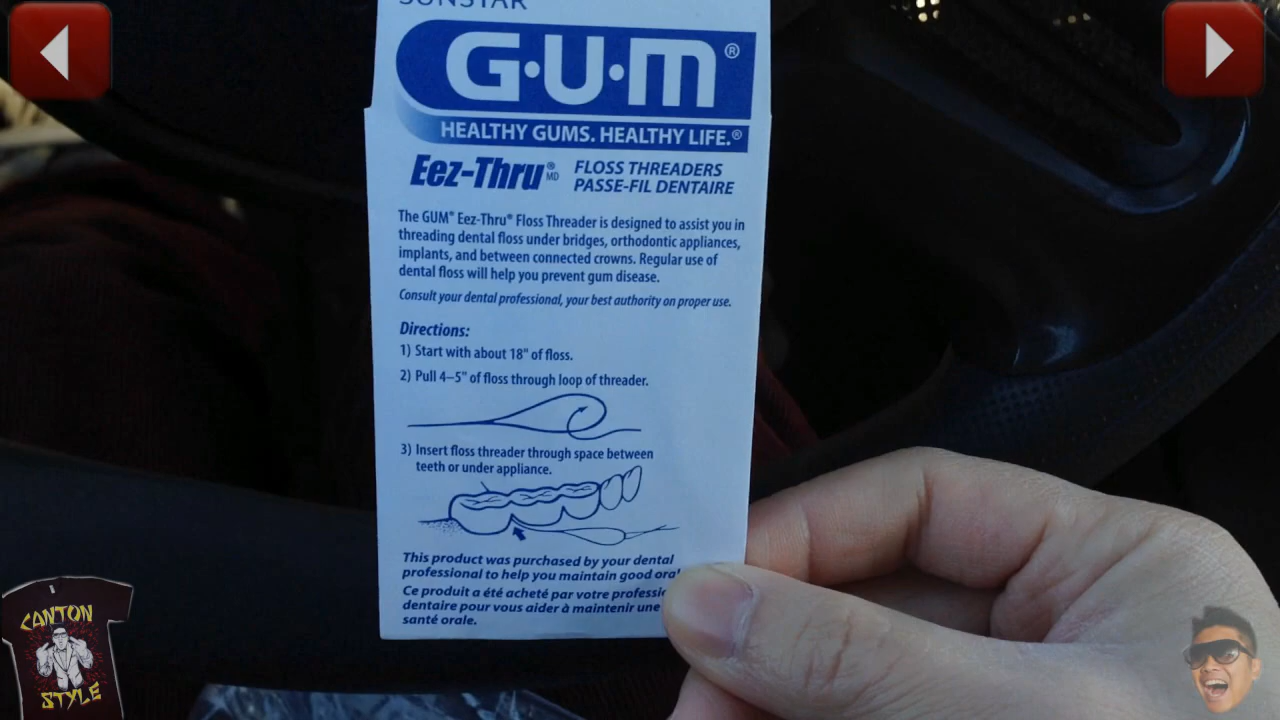 SUNSTAR
G·U·M®
HEALTHY GUMS. HEALTHY LIFE.®
Eez-Thru® MD
FLOSS THREADERS
PASSE-FIL DENTAIRE
The GUM® Eez-Thru® Floss Threader is designed to assist you in
threading dental floss under bridges, orthodontic appliances,
implants, and between connected crowns. Regular use of
dental floss will help you prevent gum disease.
Consult your dental professional, your best authority on proper use.
Directions:
1) Start with about 18" of floss.
2) Pull 4–5" of floss through loop of threader.
3) Insert floss threader through space between
teeth or under appliance.
This product was purchased by your dental
professional to help you maintain good oral
Ce produit a été acheté par votre professio
dentaire pour vous aider à maintenir une
santé orale.
CANTON
STYLE